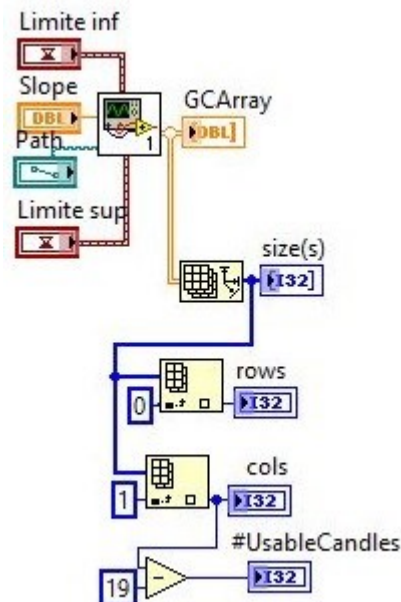 Limite inf
Slope
DBL
GCArray
DBL]
Path
1
Limite sup
size(s)
[I32]
rows
0
I32
cols
1
I32
#UsableCandles
19
-
I32